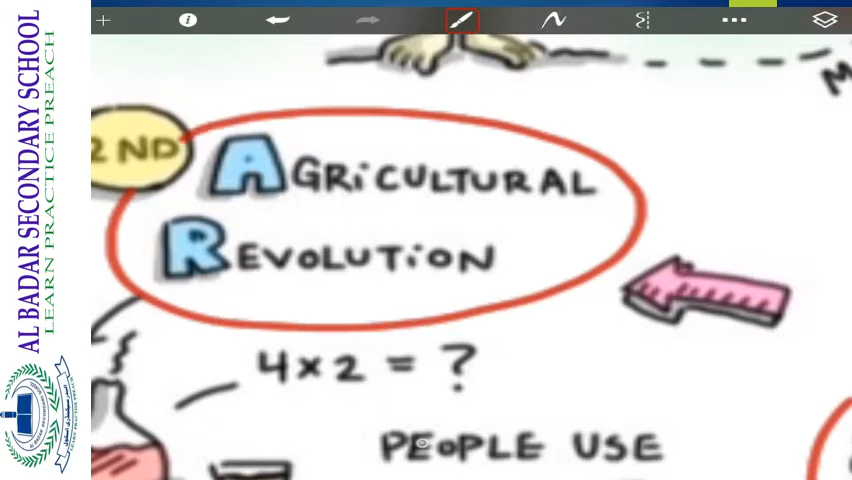 AL BADAR SECONDARY SCHOOL
LEARN PRACTICE PREACH
2ND
AGRiCULTURAL
REVOLUTiON
4 × 2 = ?
PEOPLE USE